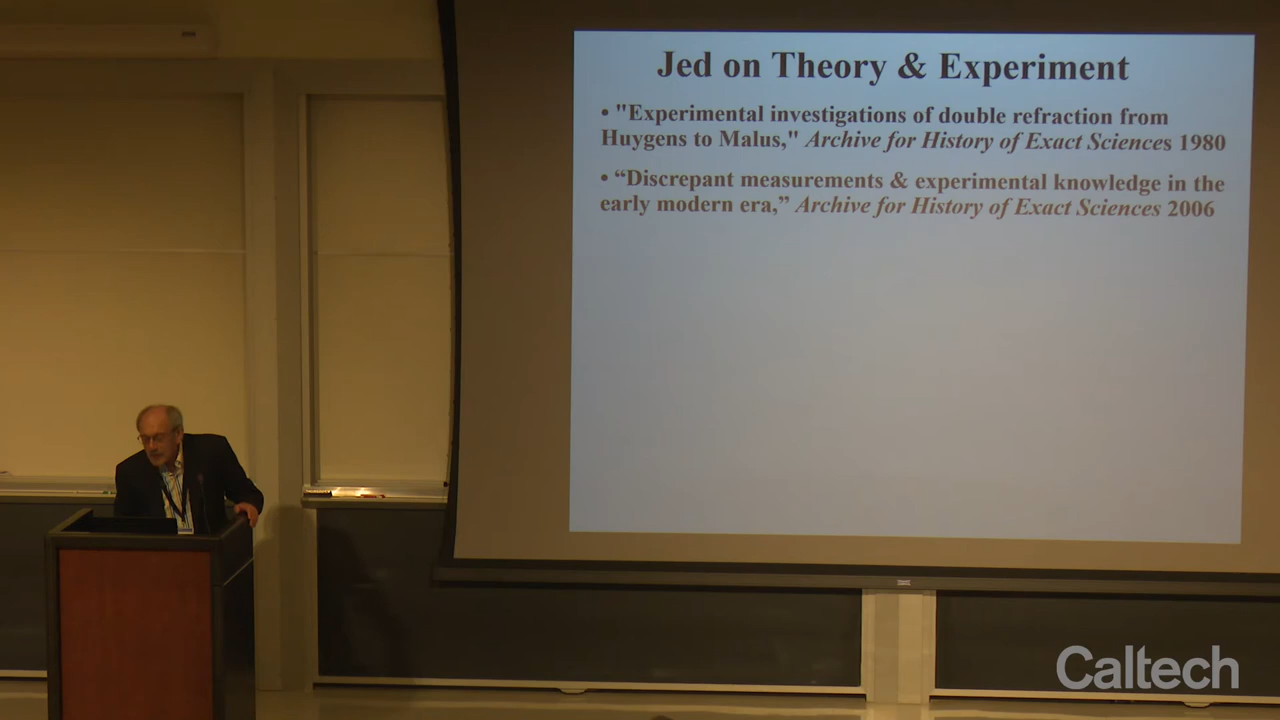 Jed on Theory & Experiment
• "Experimental investigations of double refraction from
Huygens to Malus," Archive for History of Exact Sciences 1980
• “Discrepant measurements & experimental knowledge in the
early modern era,” Archive for History of Exact Sciences 2006
Caltech